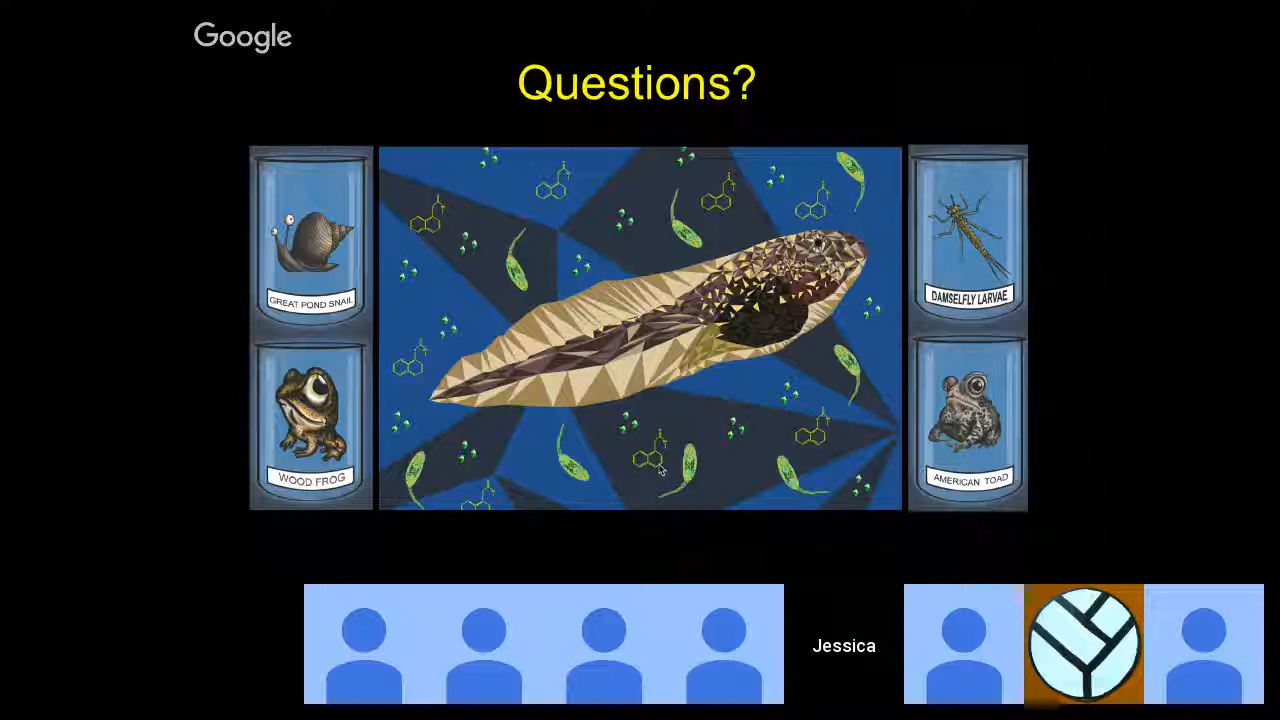 Google
Questions?
GREAT POND SNAIL
DAMSELFLY LARVAE
WOOD FROG
AMERICAN TOAD
Jessica